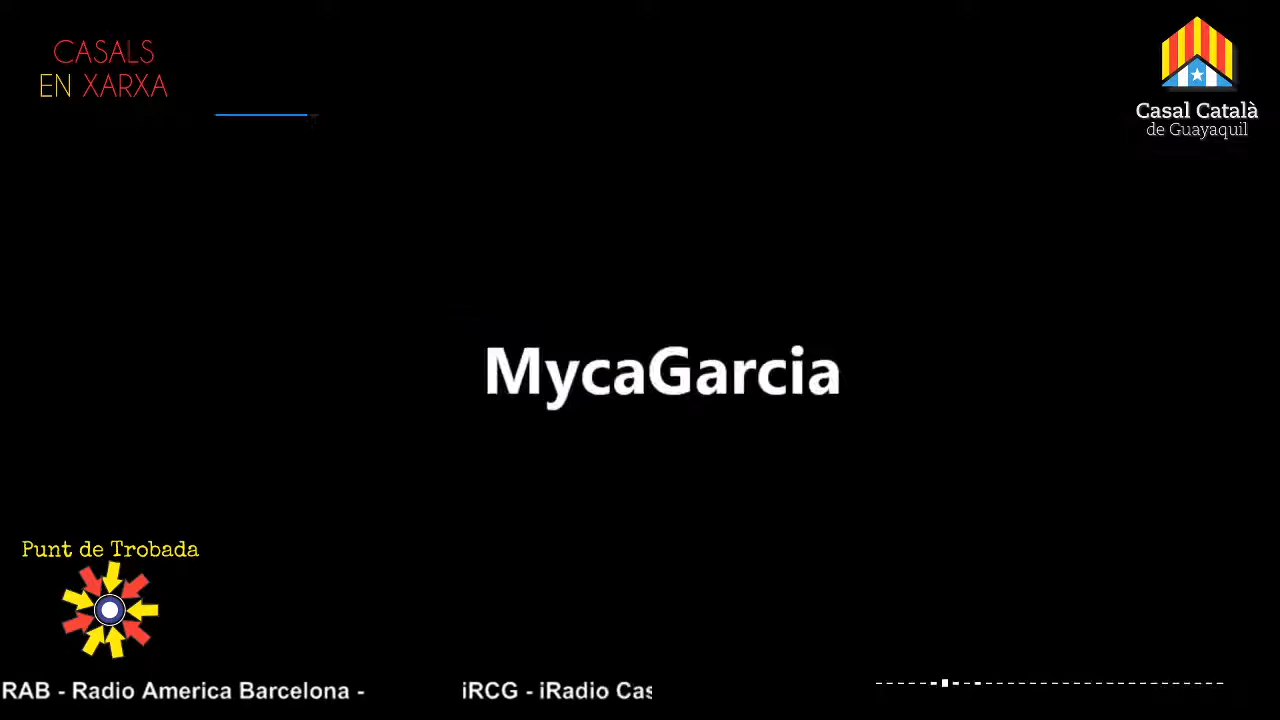 CASALS
EN XARXA
Casal Català
de Guayaquil
MycaGarcia
Punt de Trobada
RAB - Radio America Barcelona -
iRCG - iRadio Cas